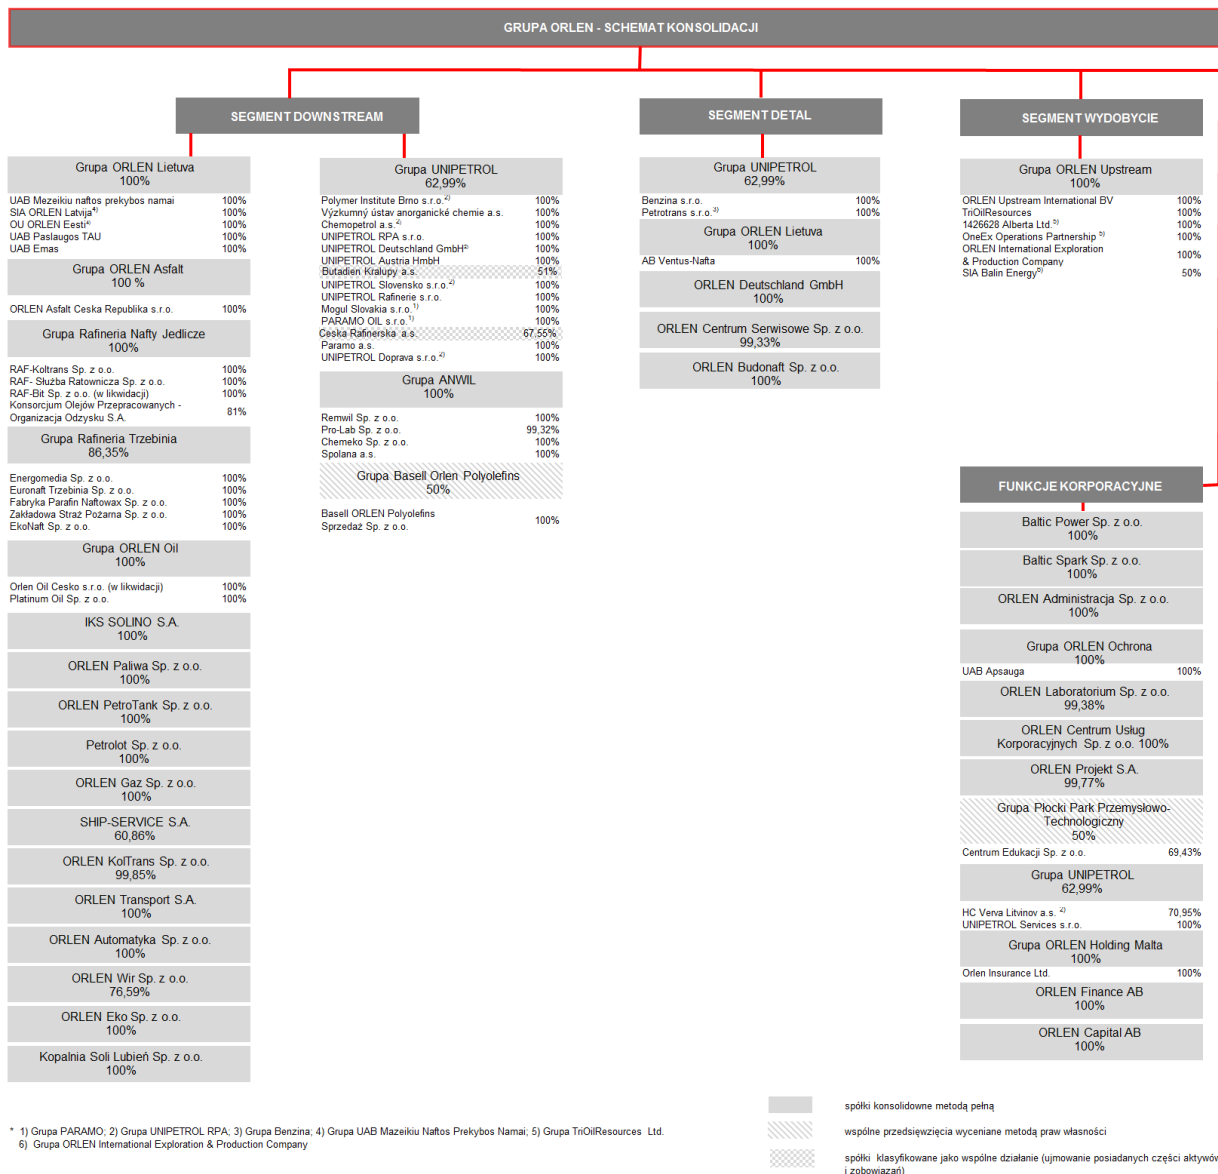 GRUPA ORLEN - SCHEMAT KONSOLIDACJI
SEGMENT DOWNSTREAM
Grupa ORLEN Lietuva
100%
UAB Mezeikiu naftos prekybos namai 100%
SIA ORLEN Latvija4) 100%
OU ORLEN Eesti4) 100%
UAB Paslaugos TAU 100%
UAB Emas 100%
Grupa ORLEN Asfalt
100 %
ORLEN Asfalt Ceska Republika s.r.o. 100%
Grupa Rafineria Nafty Jedlicze
100%
RAF-Koltrans Sp. z o.o. 100%
RAF- Służba Ratownicza Sp. z o.o. 100%
RAF-Bit Sp. z o.o. (w likwidacji) 100%
Konsorcjum Olejów Przepracowanych -
Organizacja Odzysku S.A. 81%
Grupa Rafineria Trzebinia
86,35%
Energomedia Sp. z o.o. 100%
Euronaft Trzebinia Sp. z o.o. 100%
Fabryka Parafin Naftowax Sp. z o.o. 100%
Zakładowa Straż Pożarna Sp. z o.o. 100%
EkoNaft Sp. z o.o. 100%
Grupa ORLEN Oil
100%
Orlen Oil Cesko s.r.o. (w likwidacji) 100%
Platinum Oil Sp. z o.o. 100%
IKS SOLINO S.A.
100%
ORLEN Paliwa Sp. z o.o.
100%
ORLEN PetroTank Sp. z o.o.
100%
Petrolot Sp. z o.o.
100%
ORLEN Gaz Sp. z o.o.
100%
SHIP-SERVICE S.A.
60,86%
ORLEN KolTrans Sp. z o.o.
99,85%
ORLEN Transport S.A.
100%
ORLEN Automatyka Sp. z o.o.
100%
ORLEN Wir Sp. z o.o.
76,59%
ORLEN Eko Sp. z o.o.
100%
Kopalnia Soli Lubień Sp. z o.o.
100%
Grupa UNIPETROL
62,99%
Polymer Institute Brno s.r.o.2) 100%
Výzkumný ústav anorganické chemie a.s. 100%
Chemopetrol a.s.2) 100%
UNIPETROL RPA s.r.o. 100%
UNIPETROL Deutschland GmbH2) 100%
UNIPETROL Austria HmbH 100%
Butadien Kralupy a.s. 51%
UNIPETROL Slovensko s.r.o.2) 100%
UNIPETROL Rafinerie s.r.o. 100%
Mogul Slovakia s.r.o.1) 100%
PARAMO OIL s.r.o.1) 100%
Ceska Rafinerska a.s. 67,55%
Paramo a.s. 100%
UNIPETROL Doprava s.r.o.2) 100%
Grupa ANWIL
100%
Remwil Sp. z o.o. 100%
Pro-Lab Sp. z o.o. 99,32%
Chemeko Sp. z o.o. 100%
Spolana a.s. 100%
Grupa Basell Orlen Polyolefins
50%
Basell ORLEN Polyolefins
Sprzedaż Sp. z o.o. 100%
SEGMENT DETAL
Grupa UNIPETROL
62,99%
Benzina s.r.o. 100%
Petrotrans s.r.o.3) 100%
Grupa ORLEN Lietuva
100%
AB Ventus-Nafta 100%
ORLEN Deutschland GmbH
100%
ORLEN Centrum Serwisowe Sp. z o.o.
99,33%
ORLEN Budonaft Sp. z o.o.
100%
SEGMENT WYDOBYCIE
Grupa ORLEN Upstream
100%
ORLEN Upstream International BV 100%
TriOilResources 100%
1426628 Alberta Ltd.5) 100%
OneEx Operations Partnership 5) 100%
ORLEN International Exploration
& Production Company 100%
SIA Balin Energy6) 50%
FUNKCJE KORPORACYJNE
Baltic Power Sp. z o.o.
100%
Baltic Spark Sp. z o.o.
100%
ORLEN Administracja Sp. z o.o.
100%
Grupa ORLEN Ochrona
100%
UAB Apsauga 100%
ORLEN Laboratorium Sp. z o.o.
99,38%
ORLEN Centrum Usług
Korporacyjnych Sp. z o.o. 100%
ORLEN Projekt S.A.
99,77%
Grupa Płocki Park Przemysłowo-
Technologiczny
50%
Centrum Edukacji Sp. z o.o. 69,43%
Grupa UNIPETROL
62,99%
HC Verva Litvinov a.s. 2) 70,95%
UNIPETROL Services s.r.o. 100%
Grupa ORLEN Holding Malta
100%
Orlen Insurance Ltd. 100%
ORLEN Finance AB
100%
ORLEN Capital AB
100%
spółki konsolidowne metodą pełną
wspólne przedsięwzięcia wyceniane metodą praw własności
spółki klasyfikowane jako wspólne działanie (ujmowanie posiadanych części aktywów
i zobowiązań)
* 1) Grupa PARAMO; 2) Grupa UNIPETROL RPA; 3) Grupa Benzina; 4) Grupa UAB Mazeikiu Naftos Prekybos Namai; 5) Grupa TriOilResources Ltd.
6) Grupa ORLEN International Exploration & Production Company